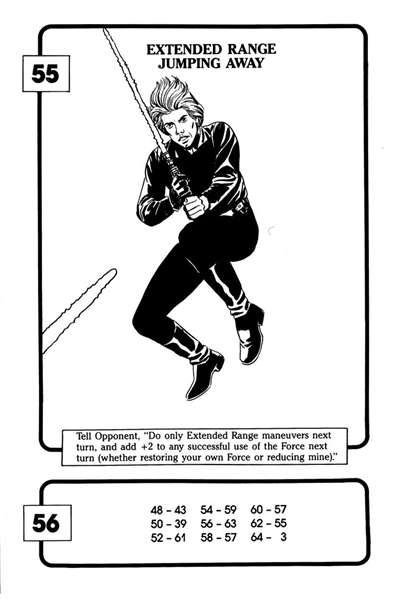 55
EXTENDED RANGE
JUMPING AWAY
Tell Opponent, "Do only Extended Range maneuvers next
turn, and add +2 to any successful use of the Force next
turn (whether restoring your own Force or reducing mine)."
56
48 - 43 54 - 59 60 - 57
50 - 39 56 - 63 62 - 55
52 - 61 58 - 57 64 - 3